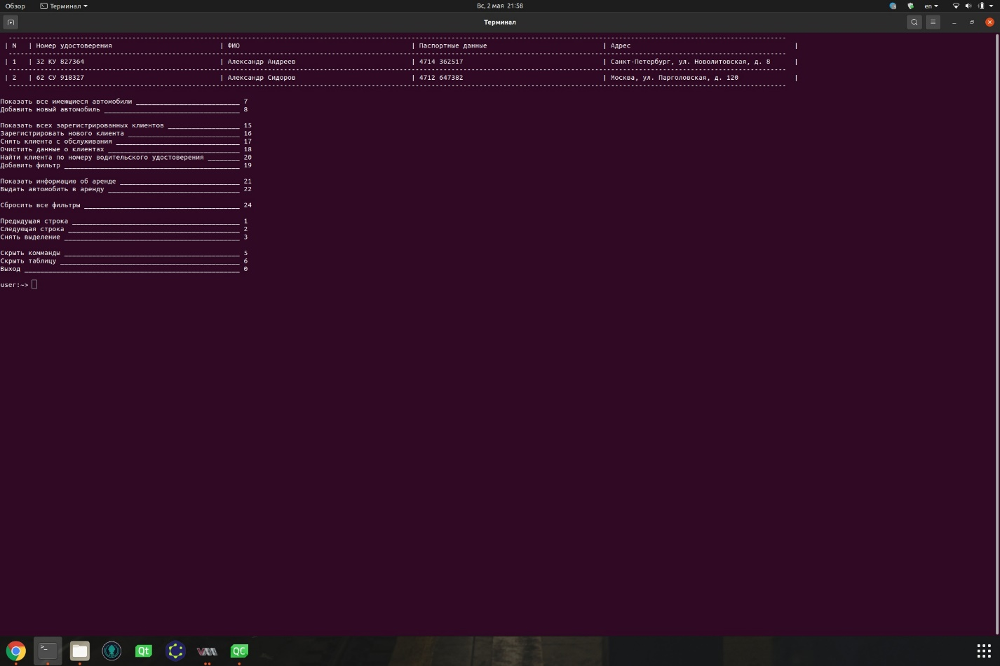 Обзор Терминал Вс, 2 мая 21:58 en
Терминал
| N | Номер удостоверения | ФИО | Паспортные данные | Адрес |
| 1 | 32 КУ 827364 | Александр Андреев | 4714 362517 | Санкт-Петербург, ул. Новолитовская, д. 8 |
| 2 | 62 СУ 918327 | Александр Сидоров | 4712 647382 | Москва, ул. Парголовская, д. 120 |
Показать все имеющиеся автомобили __________________________ 7
Добавить новый автомобиль __________________________________ 8
Показать всех зарегистрированных клиентов __________________ 15
Зарегистрировать нового клиента ____________________________ 16
Снять клиента с обслуживания _______________________________ 17
Очистить данные о клиентах _________________________________ 18
Найти клиента по номеру водительского удостоверения ________ 20
Добавить фильтр ____________________________________________ 19
Показать информацию об аренде ______________________________ 21
Выдать автомобить в аренду _________________________________ 22
Сбросить все фильтры _______________________________________ 24
Предыдущая строка __________________________________________ 1
Следующая строка ___________________________________________ 2
Снять выделение ____________________________________________ 3
Скрыть комманды ____________________________________________ 5
Скрыть таблицу _____________________________________________ 6
Выход ______________________________________________________ 0
user:~>
>_ Qt QC